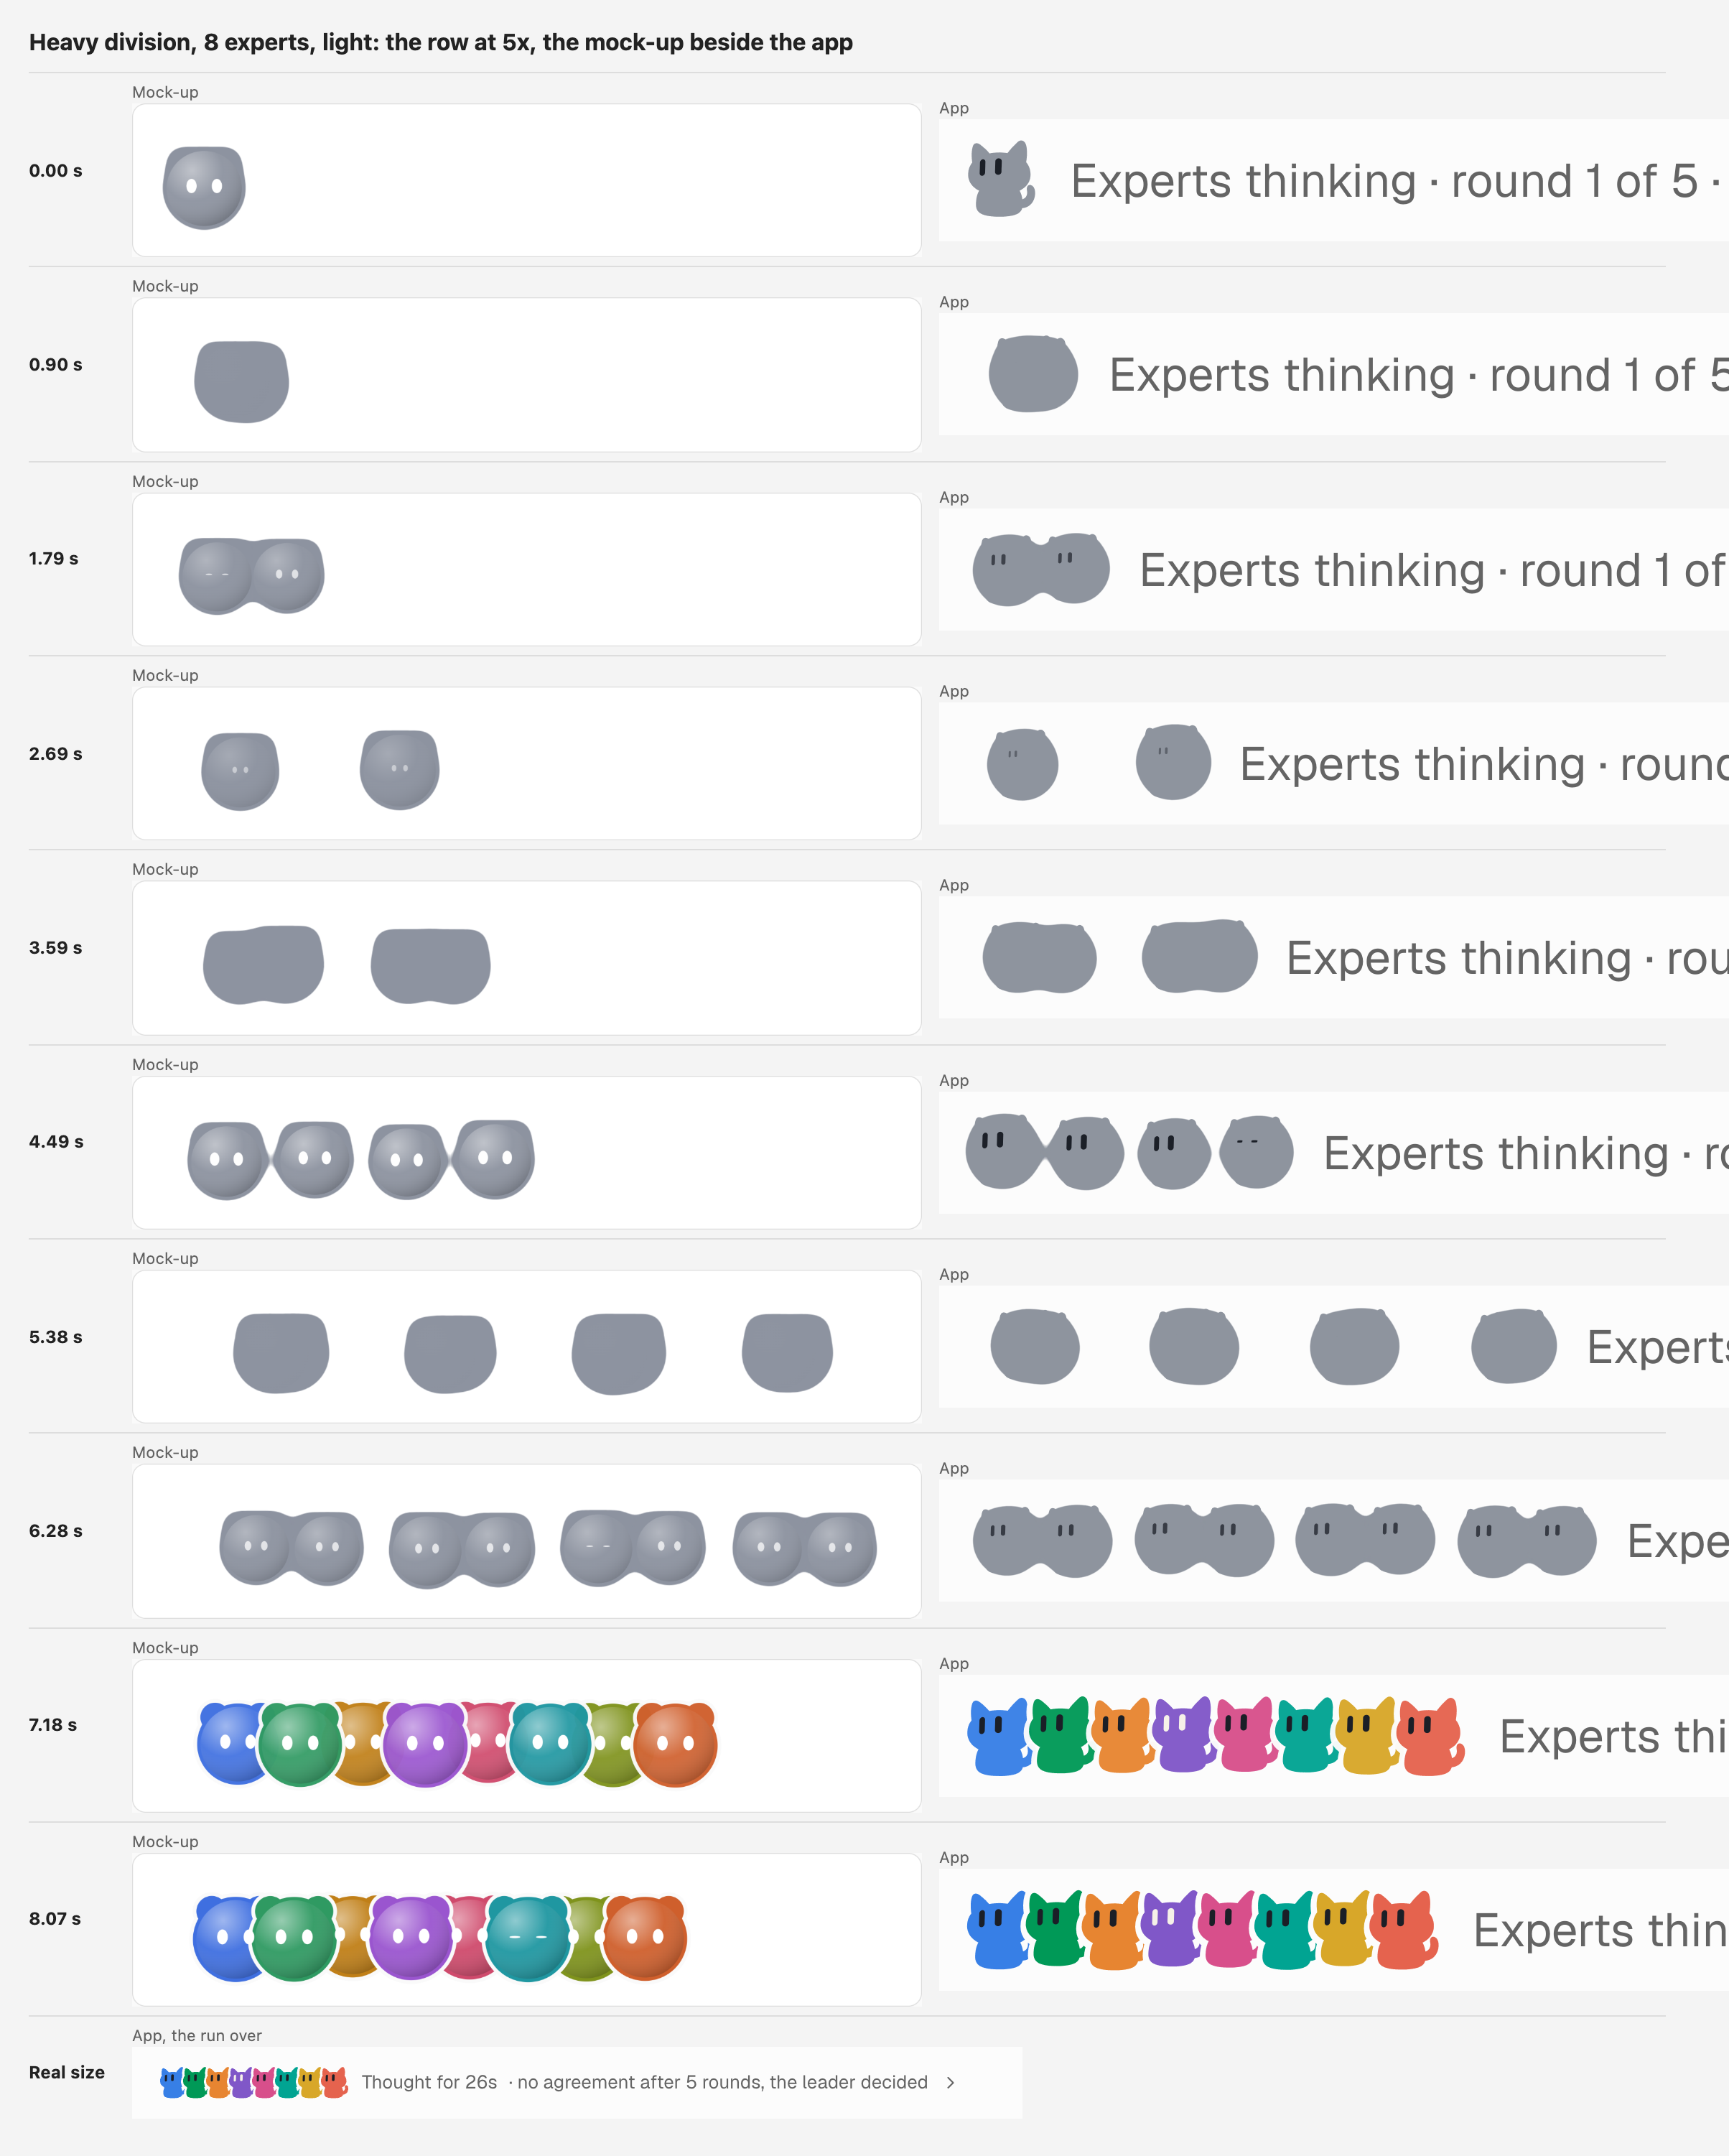 Heavy division, 8 experts, light: the row at 5x, the mock-up beside the app
Mock-up
App
0.00 s
Experts thinking · round 1 of 5 ·
Mock-up
App
0.90 s
Experts thinking · round 1 of 5
Mock-up
App
1.79 s
Experts thinking · round 1 of
Mock-up
App
2.69 s
Experts thinking · round
Mock-up
App
3.59 s
Experts thinking · rou
Mock-up
App
4.49 s
Experts thinking · ro
Mock-up
App
5.38 s
Experts
Mock-up
App
6.28 s
Expe
Mock-up
App
7.18 s
Experts thi
Mock-up
App
8.07 s
Experts thin
App, the run over
Real size
Thought for 26s · no agreement after 5 rounds, the leader decided